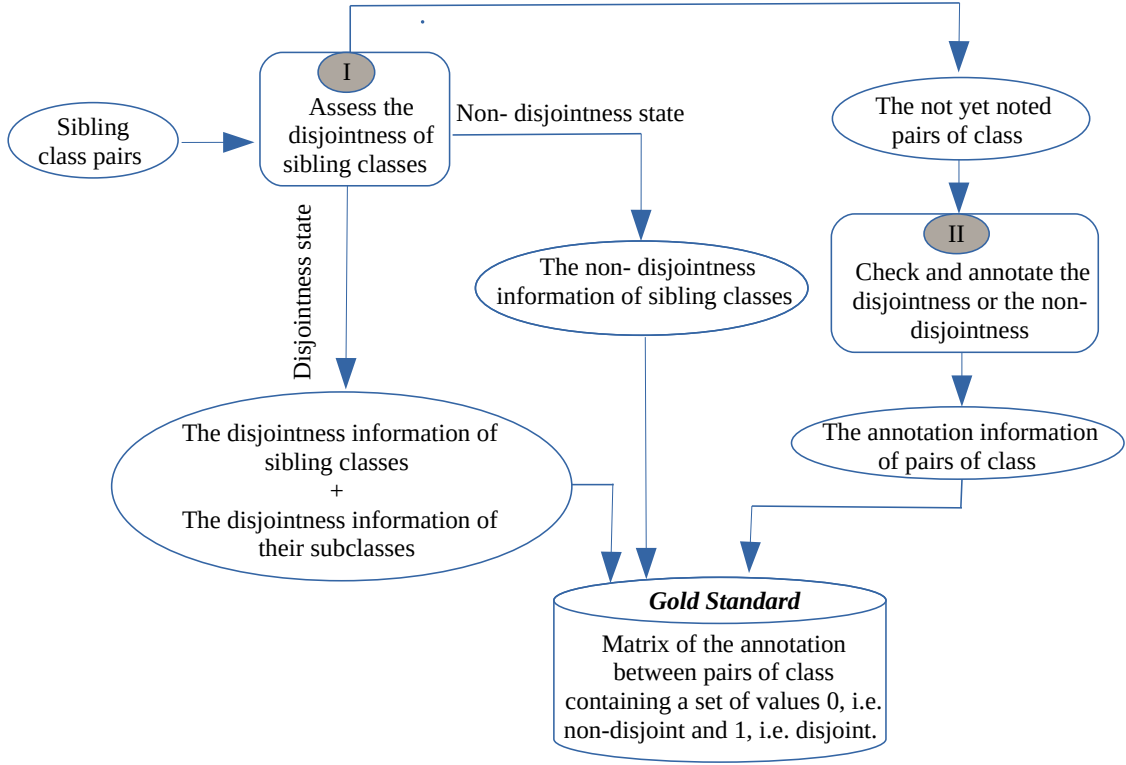 I
Assess the
disjointness of
sibling classes
Sibling
class pairs
Non- disjointness state
Disjointness state
The not yet noted
pairs of class
II
Check and annotate the
disjointness or the non-
disjointness
The non- disjointness
information of sibling classes
The disjointness information of
sibling classes
+
The disjointness information of
their subclasses
The annotation information
of pairs of class
Gold Standard
Matrix of the annotation
between pairs of class
containing a set of values 0, i.e.
non-disjoint and 1, i.e. disjoint.